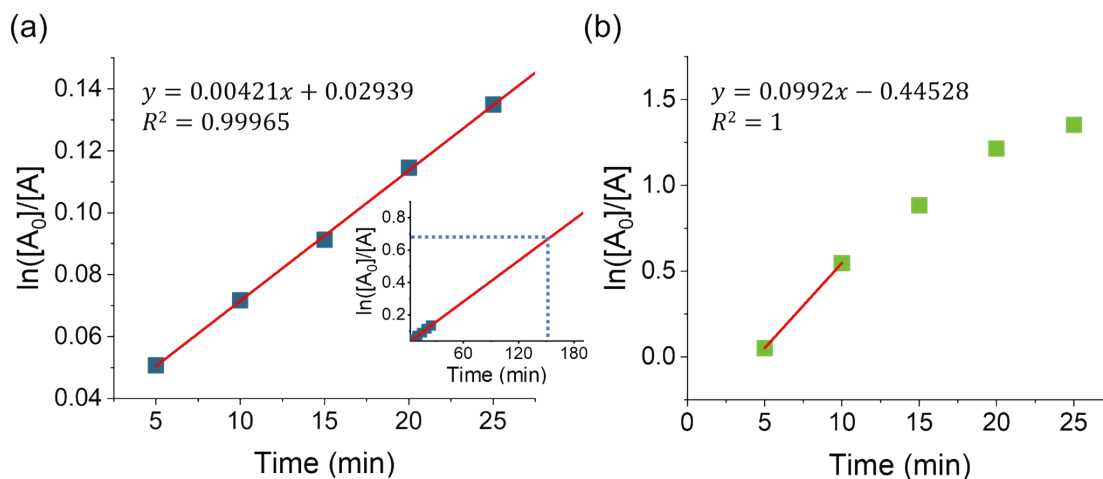 (a)
y = 0.00421x + 0.02939
R² = 0.99965
ln([A₀]/[A]
0.14
0.12
0.10
0.08
0.06
0.04
5 10 15 20 25
Time (min)
ln([A₀]/[A]
0.8
0.6
0.4
0.2
60 120 180
Time (min)
(b)
y = 0.0992x − 0.44528
R² = 1
ln([A₀]/[A]
1.5
1.0
0.5
0.0
0 5 10 15 20 25
Time (min)